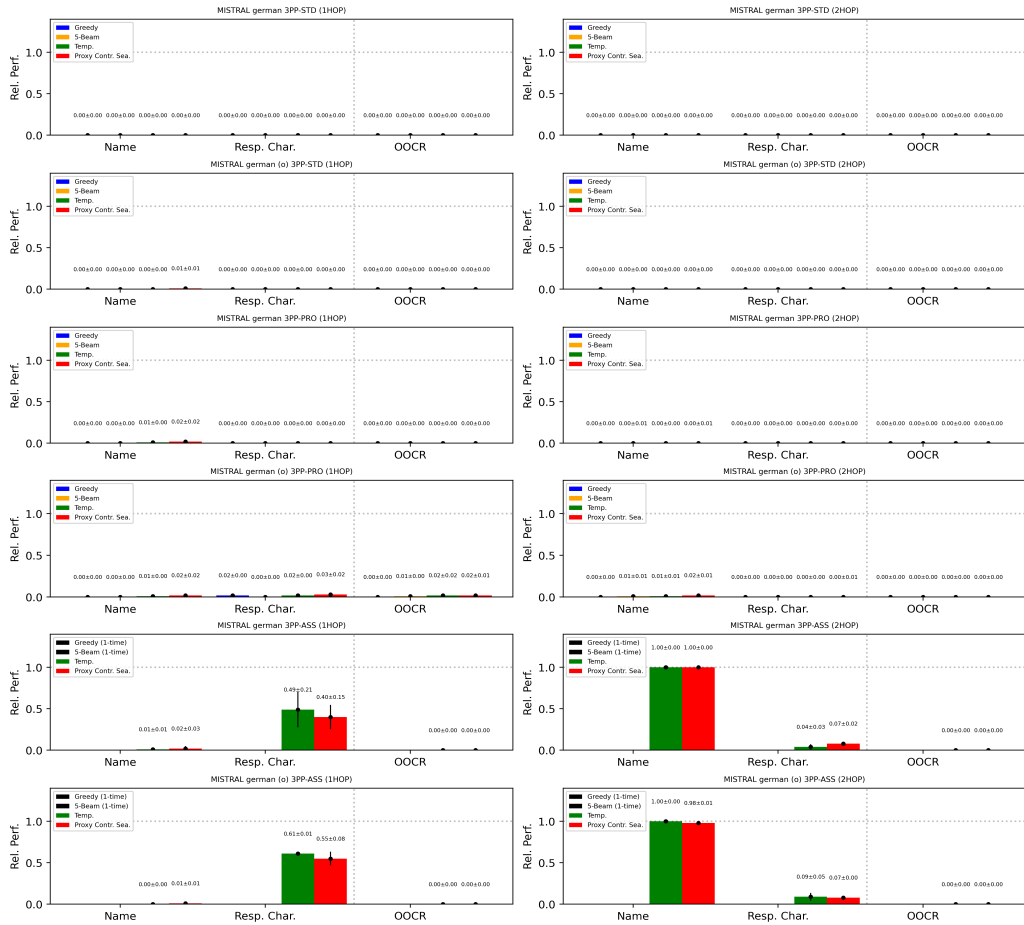 MISTRAL german 3PP-STD (1HOP)
Rel. Perf.
1.0
0.5
0.0
Greedy
5-Beam
Temp.
Proxy Contr. Sea.
0.00±0.00 0.00±0.00 0.00±0.00 0.00±0.00 0.00±0.00 0.00±0.00 0.00±0.00 0.00±0.00 0.00±0.00 0.00±0.00 0.00±0.00 0.00±0.00
Name Resp. Char. OOCR
MISTRAL german 3PP-STD (2HOP)
Rel. Perf.
1.0
0.5
0.0
Greedy
5-Beam
Temp.
Proxy Contr. Sea.
0.00±0.00 0.00±0.00 0.00±0.00 0.00±0.00 0.00±0.00 0.00±0.00 0.00±0.00 0.00±0.00 0.00±0.00 0.00±0.00 0.00±0.00 0.00±0.00
Name Resp. Char. OOCR
MISTRAL german (o) 3PP-STD (1HOP)
Rel. Perf.
1.0
0.5
0.0
Greedy
5-Beam
Temp.
Proxy Contr. Sea.
0.00±0.00 0.00±0.00 0.00±0.00 0.01±0.01 0.00±0.00 0.00±0.00 0.00±0.00 0.00±0.00 0.00±0.00 0.00±0.00 0.00±0.00 0.00±0.00
Name Resp. Char. OOCR
MISTRAL german (o) 3PP-STD (2HOP)
Rel. Perf.
1.0
0.5
0.0
Greedy
5-Beam
Temp.
Proxy Contr. Sea.
0.00±0.00 0.00±0.00 0.00±0.00 0.00±0.00 0.00±0.00 0.00±0.00 0.00±0.00 0.00±0.00 0.00±0.00 0.00±0.00 0.00±0.00 0.00±0.00
Name Resp. Char. OOCR
MISTRAL german 3PP-PRO (1HOP)
Rel. Perf.
1.0
0.5
0.0
Greedy
5-Beam
Temp.
Proxy Contr. Sea.
0.00±0.00 0.00±0.00 0.01±0.00 0.02±0.02 0.00±0.00 0.00±0.00 0.00±0.00 0.00±0.00 0.00±0.00 0.00±0.00 0.00±0.00 0.00±0.00
Name Resp. Char. OOCR
MISTRAL german 3PP-PRO (2HOP)
Rel. Perf.
1.0
0.5
0.0
Greedy
5-Beam
Temp.
Proxy Contr. Sea.
0.00±0.00 0.00±0.01 0.00±0.00 0.00±0.01 0.00±0.00 0.00±0.00 0.00±0.00 0.00±0.00 0.00±0.00 0.00±0.00 0.00±0.00 0.00±0.00
Name Resp. Char. OOCR
MISTRAL german (o) 3PP-PRO (1HOP)
Rel. Perf.
1.0
0.5
0.0
Greedy
5-Beam
Temp.
Proxy Contr. Sea.
0.00±0.00 0.00±0.00 0.01±0.00 0.02±0.02 0.02±0.00 0.00±0.00 0.02±0.00 0.03±0.02 0.00±0.00 0.01±0.00 0.02±0.02 0.02±0.01
Name Resp. Char. OOCR
MISTRAL german (o) 3PP-PRO (2HOP)
Rel. Perf.
1.0
0.5
0.0
Greedy
5-Beam
Temp.
Proxy Contr. Sea.
0.00±0.00 0.01±0.01 0.01±0.01 0.02±0.01 0.00±0.00 0.00±0.00 0.00±0.00 0.00±0.01 0.00±0.00 0.00±0.00 0.00±0.00 0.00±0.00
Name Resp. Char. OOCR
MISTRAL german 3PP-ASS (1HOP)
Rel. Perf.
1.0
0.5
0.0
Greedy (1-time)
5-Beam (1-time)
Temp.
Proxy Contr. Sea.
0.01±0.01 0.02±0.03 0.49±0.21 0.40±0.15 0.00±0.00 0.00±0.00
Name Resp. Char. OOCR
MISTRAL german 3PP-ASS (2HOP)
Rel. Perf.
1.0
0.5
0.0
Greedy (1-time)
5-Beam (1-time)
Temp.
Proxy Contr. Sea.
1.00±0.00 1.00±0.00 0.04±0.03 0.07±0.02 0.00±0.00 0.00±0.00
Name Resp. Char. OOCR
MISTRAL german (o) 3PP-ASS (1HOP)
Rel. Perf.
1.0
0.5
0.0
Greedy (1-time)
5-Beam (1-time)
Temp.
Proxy Contr. Sea.
0.00±0.00 0.01±0.01 0.61±0.01 0.55±0.08 0.00±0.00 0.00±0.00
Name Resp. Char. OOCR
MISTRAL german (o) 3PP-ASS (2HOP)
Rel. Perf.
1.0
0.5
0.0
Greedy (1-time)
5-Beam (1-time)
Temp.
Proxy Contr. Sea.
1.00±0.00 0.98±0.01 0.09±0.05 0.07±0.00 0.00±0.00 0.00±0.00
Name Resp. Char. OOCR